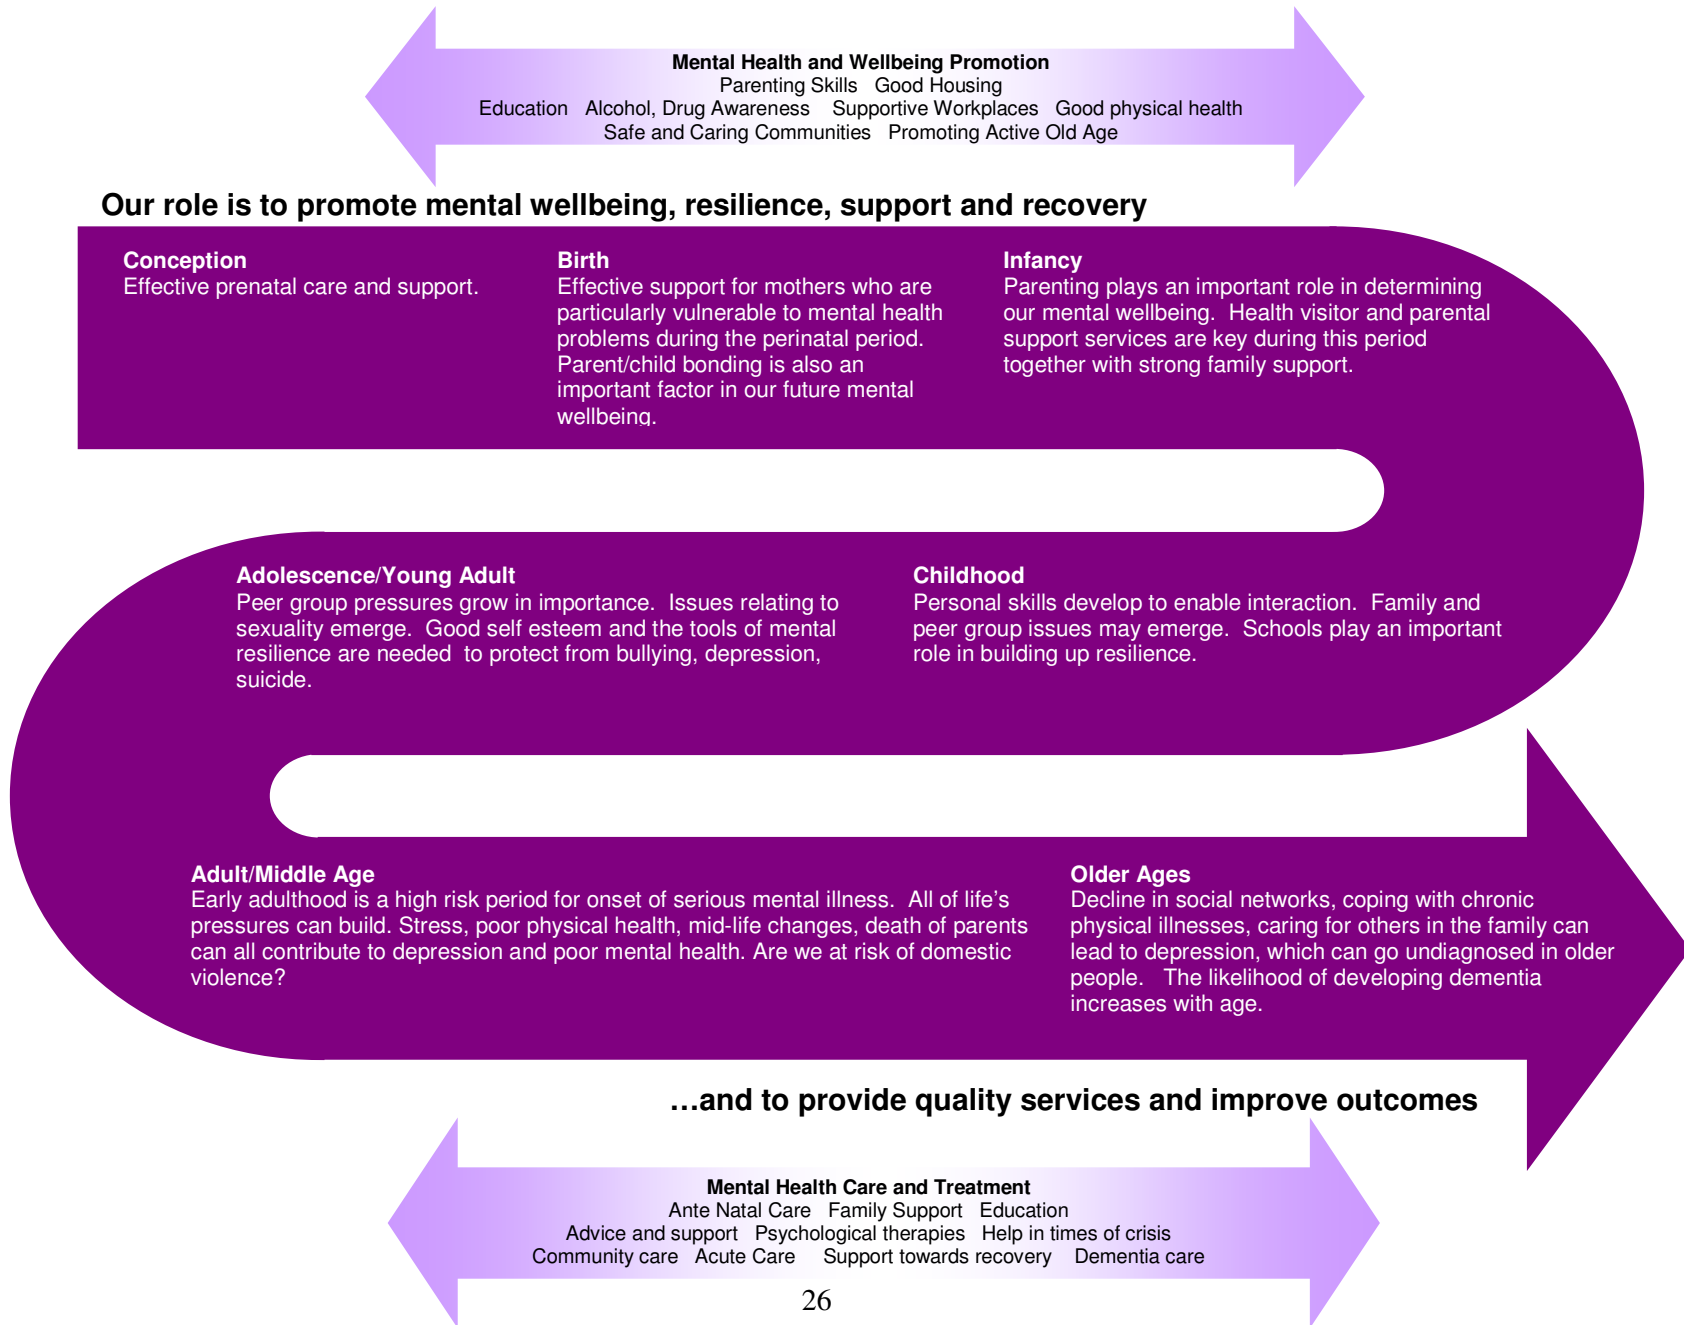 Mental Health and Wellbeing Promotion
Parenting Skills   Good Housing
Education   Alcohol, Drug Awareness    Supportive Workplaces   Good physical health
Safe and Caring Communities   Promoting Active Old Age
Our role is to promote mental wellbeing, resilience, support and recovery
Conception
Effective prenatal care and support.
Birth
Effective support for mothers who are
particularly vulnerable to mental health
problems during the perinatal period.
Parent/child bonding is also an
important factor in our future mental
wellbeing.
Infancy
Parenting plays an important role in determining
our mental wellbeing.  Health visitor and parental
support services are key during this period
together with strong family support.
Childhood
Personal skills develop to enable interaction.  Family and
peer group issues may emerge.  Schools play an important
role in building up resilience.
Adolescence/Young Adult
Peer group pressures grow in importance.  Issues relating to
sexuality emerge.  Good self esteem and the tools of mental
resilience are needed  to protect from bullying, depression,
suicide.
Adult/Middle Age
Early adulthood is a high risk period for onset of serious mental illness.  All of life’s
pressures can build. Stress, poor physical health, mid-life changes, death of parents
can all contribute to depression and poor mental health. Are we at risk of domestic
violence?
Older Ages
Decline in social networks, coping with chronic
physical illnesses, caring for others in the family can
lead to depression, which can go undiagnosed in older
people.   The likelihood of developing dementia
increases with age.
…and to provide quality services and improve outcomes
Mental Health Care and Treatment
Ante Natal Care   Family Support   Education
Advice and support   Psychological therapies   Help in times of crisis
Community care   Acute Care     Support towards recovery    Dementia care
26